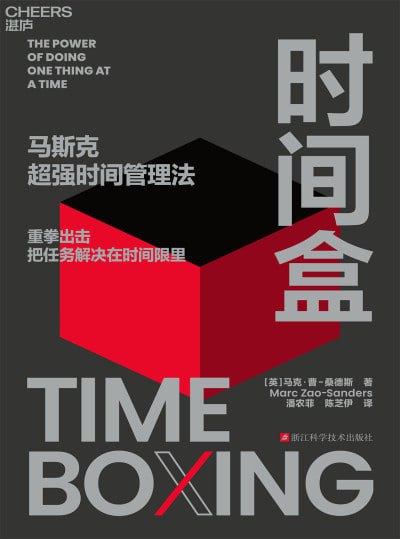 CHEERS
湛庐
THE POWER
OF DOING
ONE THING AT
A TIME
时间盒
马斯克
超强时间管理法
重拳出击
把任务解决在时间限里
[英]马克·曹-桑德斯 著
Marc Zao-Sanders
潘农菲 陈芝伊 译
浙江科学技术出版社
TIME
BOXING